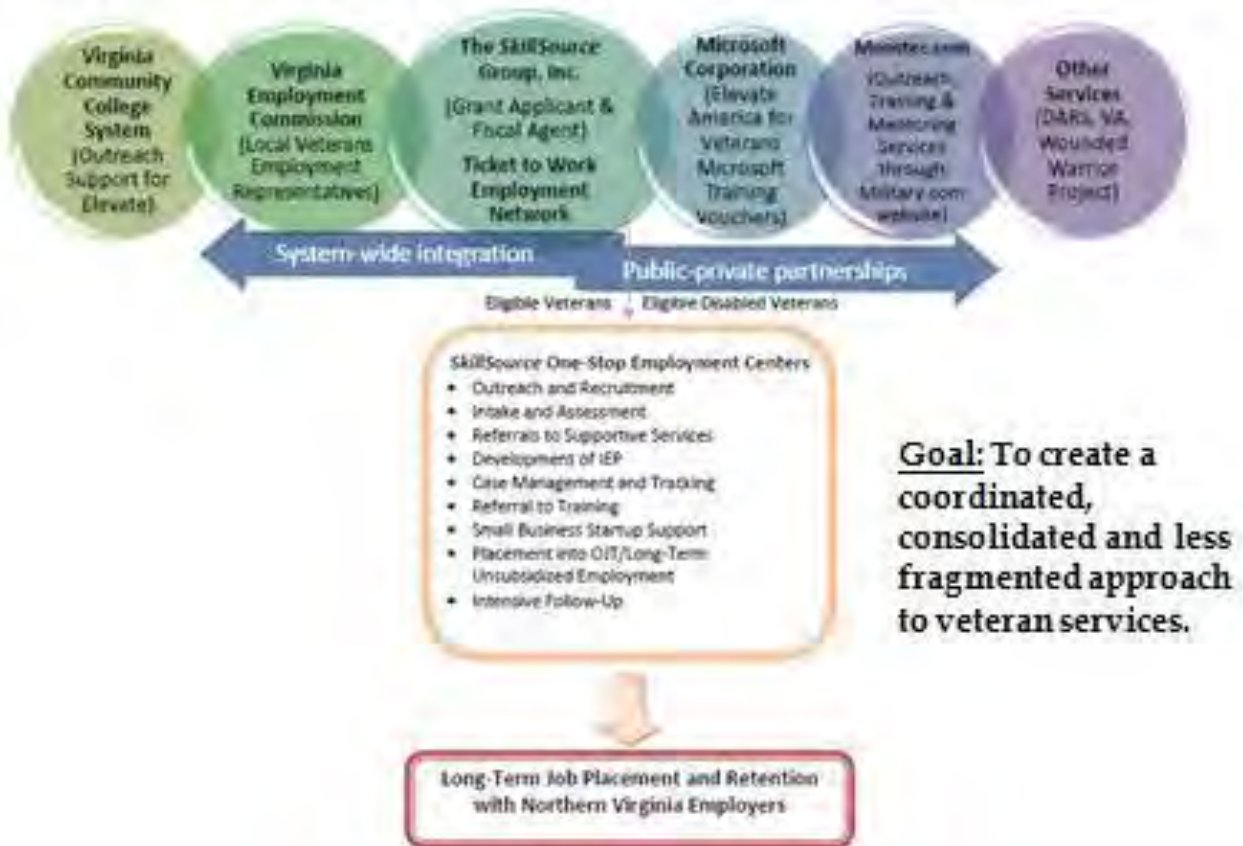 Virginia
Community
College
System
(Outreach
Support for
Elevate)
Virginia
Employment
Commission
(Local Veterans
Employment
Representatives)
The SkillSource
Group, Inc.
(Grant Applicant &
Fiscal Agent)
Ticket to Work
Employment
Network
Microsoft
Corporation
(Elevate
America for
Veterans
Microsoft
Training
Vouchers)
Monster.com
(Outreach,
Training &
Mentoring
Services
through
Military.com
website)
Other
Services
(DARS, VA,
Wounded
Warrior
Project)
System-wide integration
Public-private partnerships
Eligible Veterans
Eligible Disabled Veterans
SkillSource One-Stop Employment Centers
• Outreach and Recruitment
• Intake and Assessment
• Referrals to Supportive Services
• Development of IEP
• Case Management and Tracking
• Referral to Training
• Small Business Startup Support
• Placement into OJT/Long-Term
Unsubsidized Employment
• Intensive Follow-Up
Goal: To create a
coordinated,
consolidated and less
fragmented approach
to veteran services.
Long-Term Job Placement and Retention
with Northern Virginia Employers